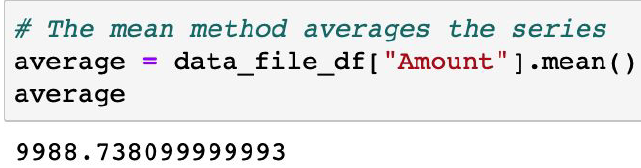 # The mean method averages the series
average = data_file_df["Amount"].mean()
average
9988.738099999993